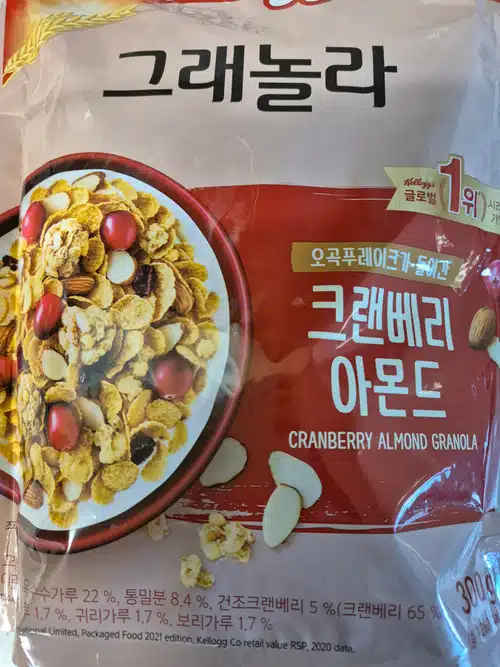 그래놀라
Kellogg's
글로벌
1위
시리
오곡푸레이크가 들어간
크랜베리
아몬드
CRANBERRY ALMOND GRANOLA
300g
옥수수가루 22 %, 통밀분 8.4 %, 건조크랜베리 5 %(크랜베리 65 %
1.7 %, 귀리가루 1.7 %, 보리가루 1.7 %
national Limited, Packaged Food 2021 edition, Kellogg Co retail value RSP, 2020 data.